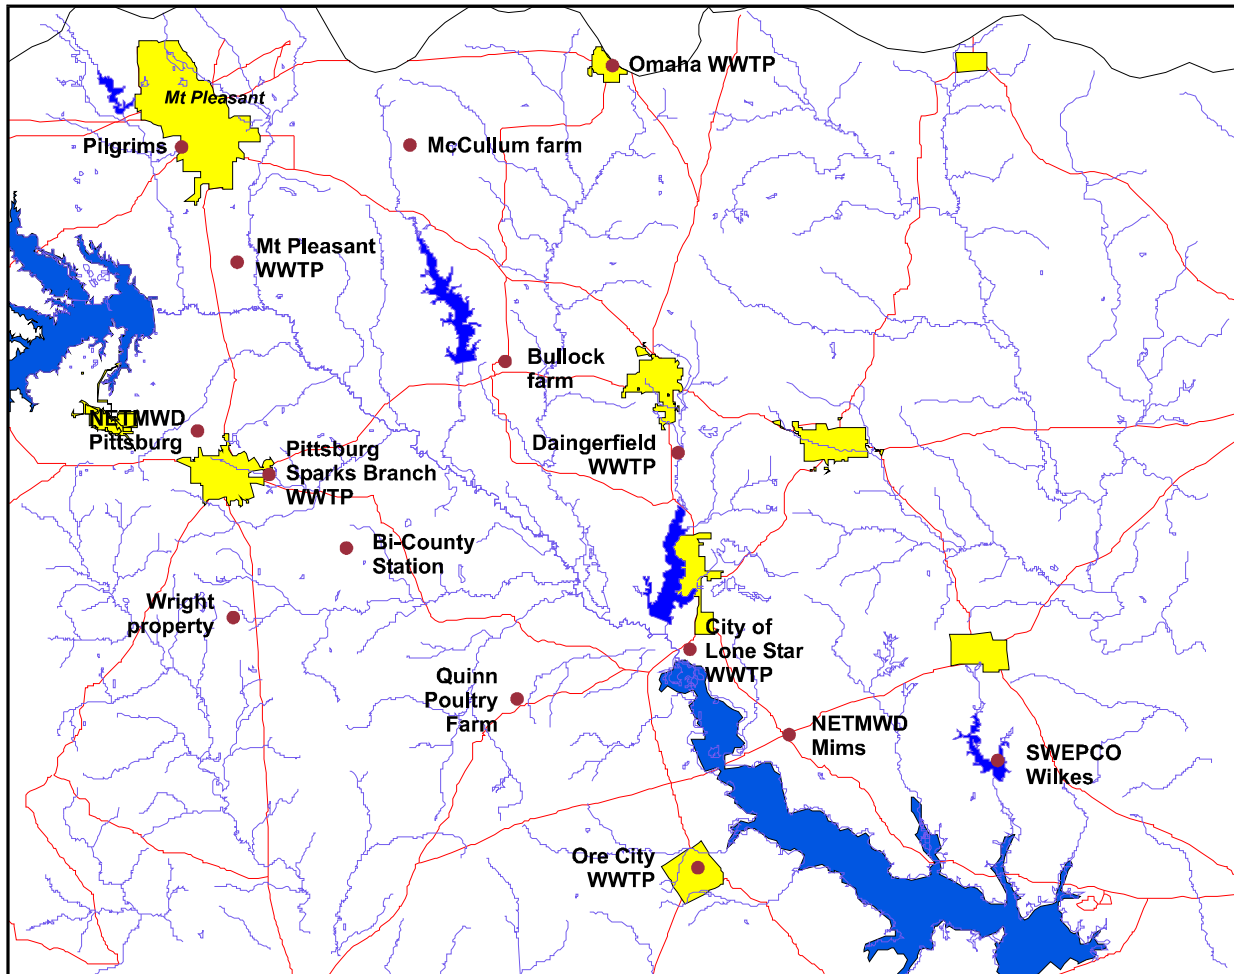 Omaha WWTP
Mt Pleasant
Pilgrims
McCullum farm
Mt Pleasant
WWTP
Bullock
farm
NETMWD
Pittsburg
Pittsburg
Sparks Branch
WWTP
Daingerfield
WWTP
Bi-County
Station
Wright
property
City of
Lone Star
WWTP
Quinn
Poultry
Farm
NETMWD
Mims
SWEPCO
Wilkes
Ore City
WWTP